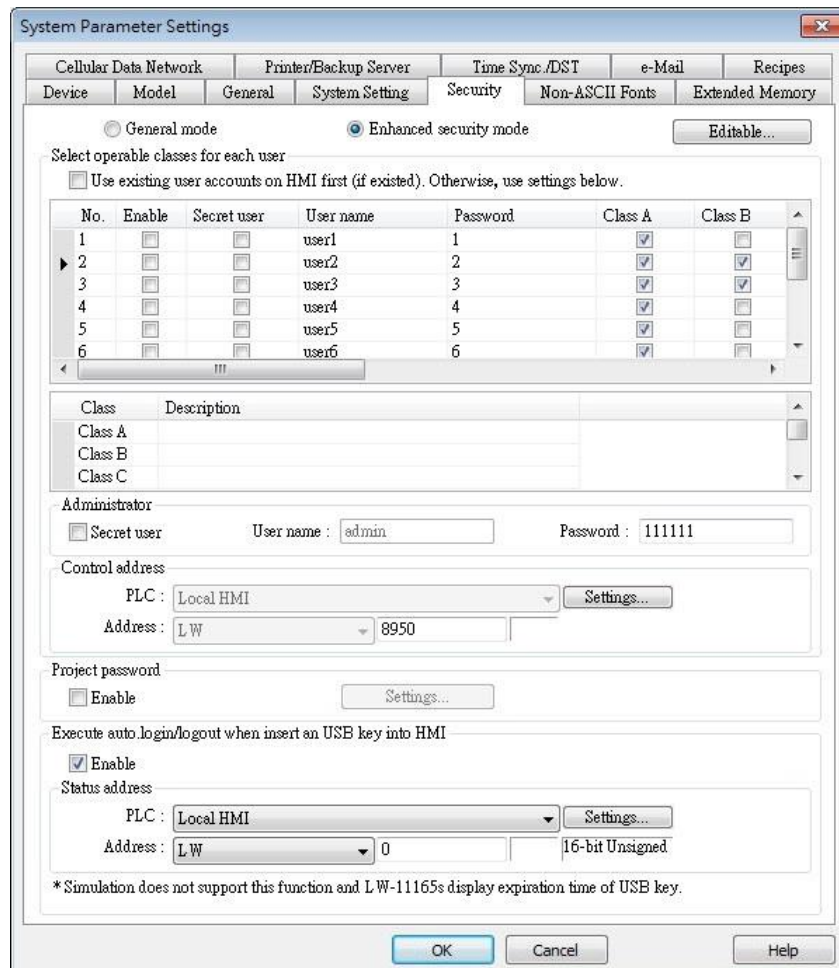 System Parameter Settings
Cellular Data Network Printer/Backup Server Time Sync./DST e-Mail Recipes
Device Model General System Setting Security Non-ASCII Fonts Extended Memory
General mode Enhanced security mode Editable...
Select operable classes for each user
Use existing user accounts on HMI first (if existed). Otherwise, use settings below.
No. Enable Secret user User name Password Class A Class B
1 user1 1
2 user2 2
3 user3 3
4 user4 4
5 user5 5
6 user6 6
Class Description
Class A
Class B
Class C
Administrator
Secret user User name : admin Password : 111111
Control address
PLC : Local HMI Settings...
Address : LW 8950
Project password
Enable Settings...
Execute auto.login/logout when insert an USB key into HMI
Enable
Status address
PLC : Local HMI Settings...
Address : LW 0 16-bit Unsigned
* Simulation does not support this function and LW-11165s display expiration time of USB key.
OK Cancel Help